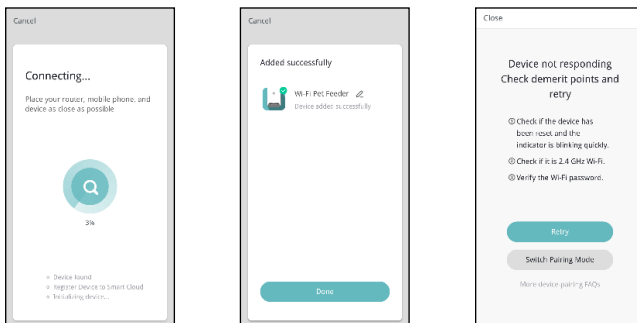 Cancel
Connecting...
Place your router, mobile phone, and
device as close as possible
3%
Device found
Register Device to Smart Cloud
Initializing device...
Cancel
Added successfully
Wi-Fi Pet Feeder
Device added successfully
Done
Close
Device not responding
Check demerit points and
retry
① Check if the device has
been reset and the
indicator is blinking quickly.
② Check if it is 2.4 GHz Wi-Fi.
③ Verify the Wi-Fi password.
Retry
Switch Pairing Mode
More device pairing FAQs